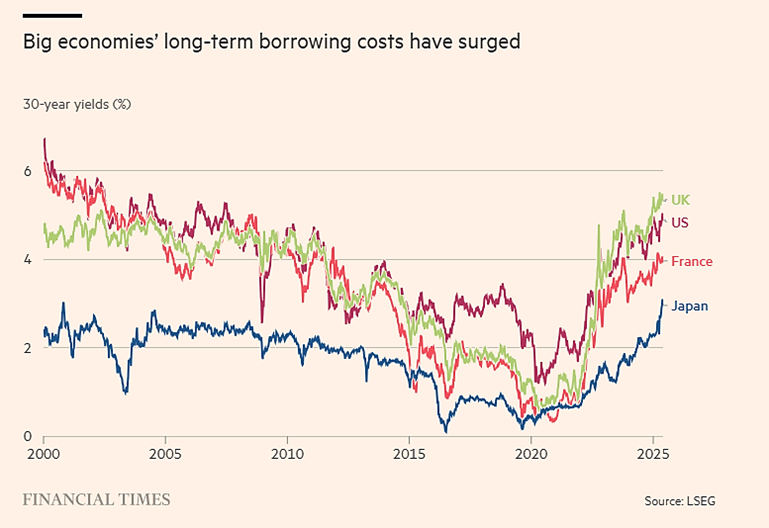 Big economies’ long-term borrowing costs have surged
30-year yields (%)
6
4
2
0
UK
US
France
Japan
2000 2005 2010 2015 2020 2025
FINANCIAL TIMES
Source: LSEG